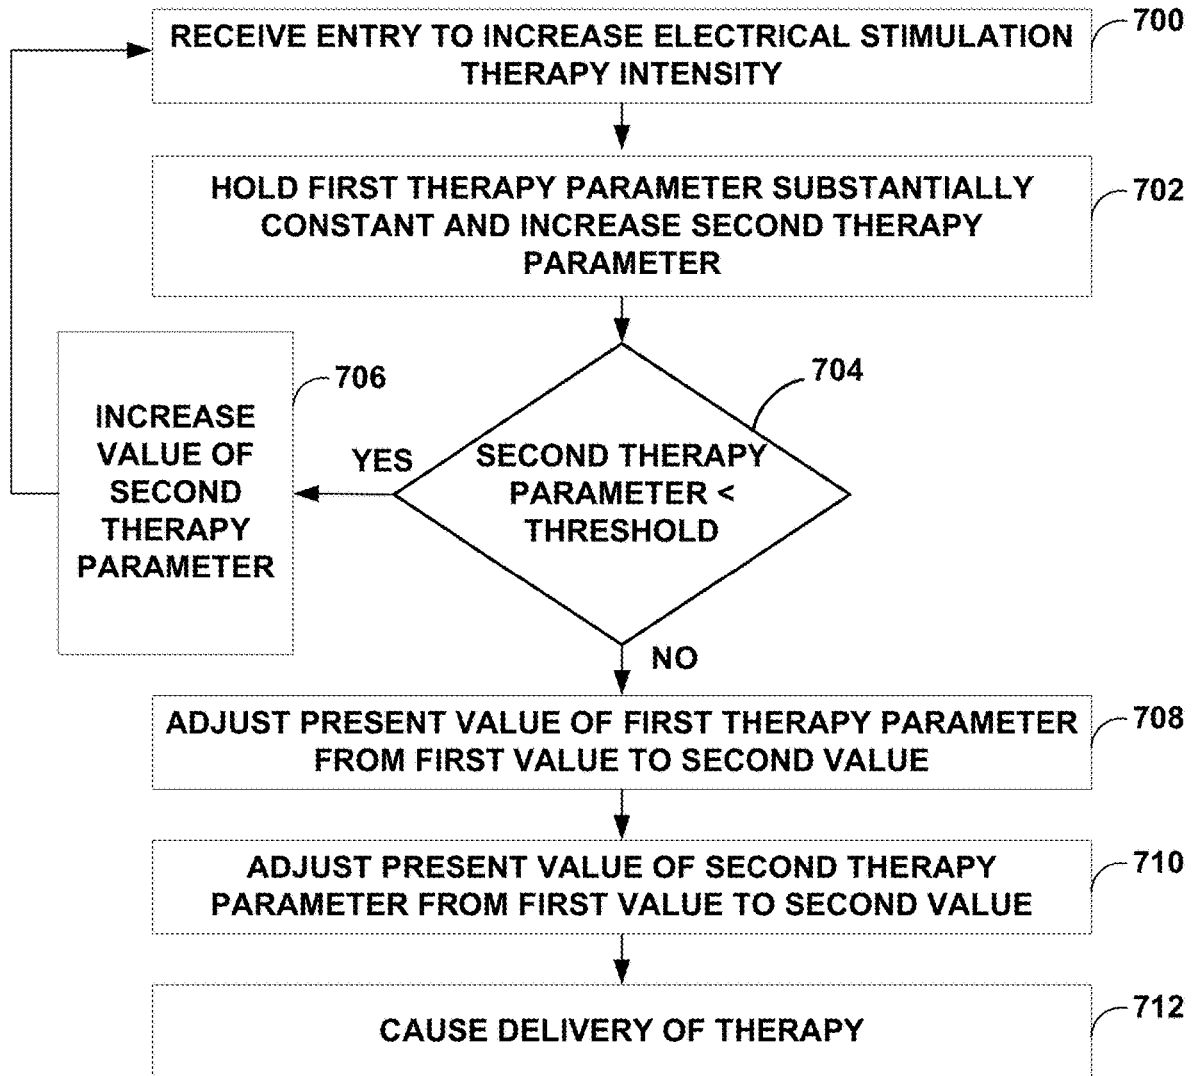 RECEIVE ENTRY TO INCREASE ELECTRICAL STIMULATION
THERAPY INTENSITY
700
HOLD FIRST THERAPY PARAMETER SUBSTANTIALLY
CONSTANT AND INCREASE SECOND THERAPY
PARAMETER
702
704
SECOND THERAPY
PARAMETER <
THRESHOLD
YES
706
INCREASE
VALUE OF
SECOND
THERAPY
PARAMETER
NO
ADJUST PRESENT VALUE OF FIRST THERAPY PARAMETER
FROM FIRST VALUE TO SECOND VALUE
708
ADJUST PRESENT VALUE OF SECOND THERAPY
PARAMETER FROM FIRST VALUE TO SECOND VALUE
710
CAUSE DELIVERY OF THERAPY
712